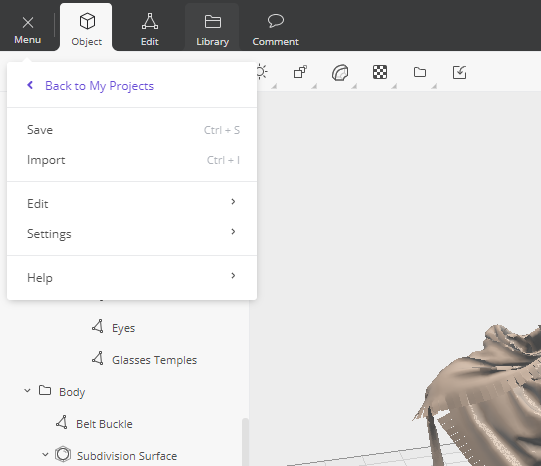 Menu
Object
Edit
Library
Comment
Back to My Projects
Save Ctrl + S
Import Ctrl + I
Edit
Settings
Help
Eyes
Glasses Temples
Body
Belt Buckle
Subdivision Surface